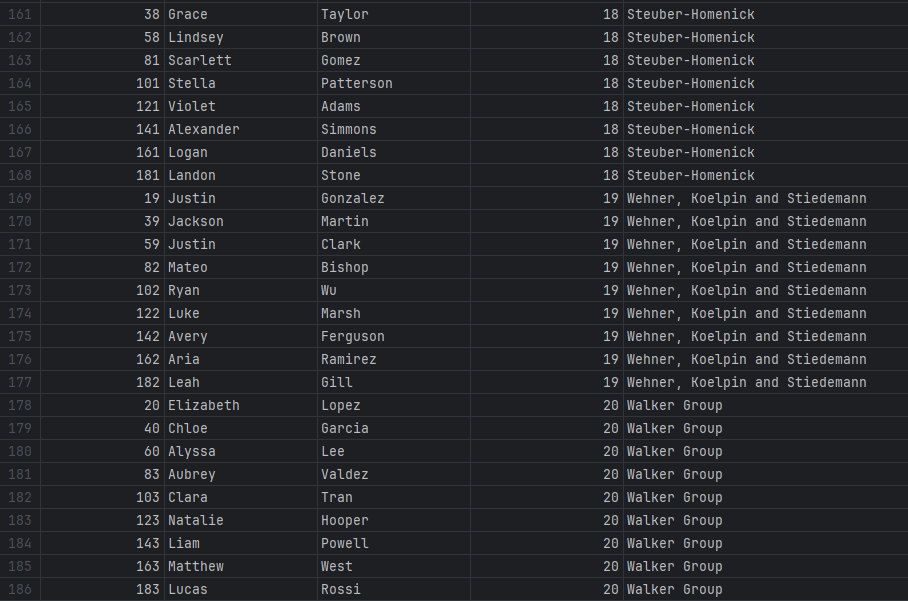 161 38 Grace Taylor 18 Steuber-Homenick
162 58 Lindsey Brown 18 Steuber-Homenick
163 81 Scarlett Gomez 18 Steuber-Homenick
164 101 Stella Patterson 18 Steuber-Homenick
165 121 Violet Adams 18 Steuber-Homenick
166 141 Alexander Simmons 18 Steuber-Homenick
167 161 Logan Daniels 18 Steuber-Homenick
168 181 Landon Stone 18 Steuber-Homenick
169 19 Justin Gonzalez 19 Wehner, Koelpin and Stiedemann
170 39 Jackson Martin 19 Wehner, Koelpin and Stiedemann
171 59 Justin Clark 19 Wehner, Koelpin and Stiedemann
172 82 Mateo Bishop 19 Wehner, Koelpin and Stiedemann
173 102 Ryan Wu 19 Wehner, Koelpin and Stiedemann
174 122 Luke Marsh 19 Wehner, Koelpin and Stiedemann
175 142 Avery Ferguson 19 Wehner, Koelpin and Stiedemann
176 162 Aria Ramirez 19 Wehner, Koelpin and Stiedemann
177 182 Leah Gill 19 Wehner, Koelpin and Stiedemann
178 20 Elizabeth Lopez 20 Walker Group
179 40 Chloe Garcia 20 Walker Group
180 60 Alyssa Lee 20 Walker Group
181 83 Aubrey Valdez 20 Walker Group
182 103 Clara Tran 20 Walker Group
183 123 Natalie Hooper 20 Walker Group
184 143 Liam Powell 20 Walker Group
185 163 Matthew West 20 Walker Group
186 183 Lucas Rossi 20 Walker Group